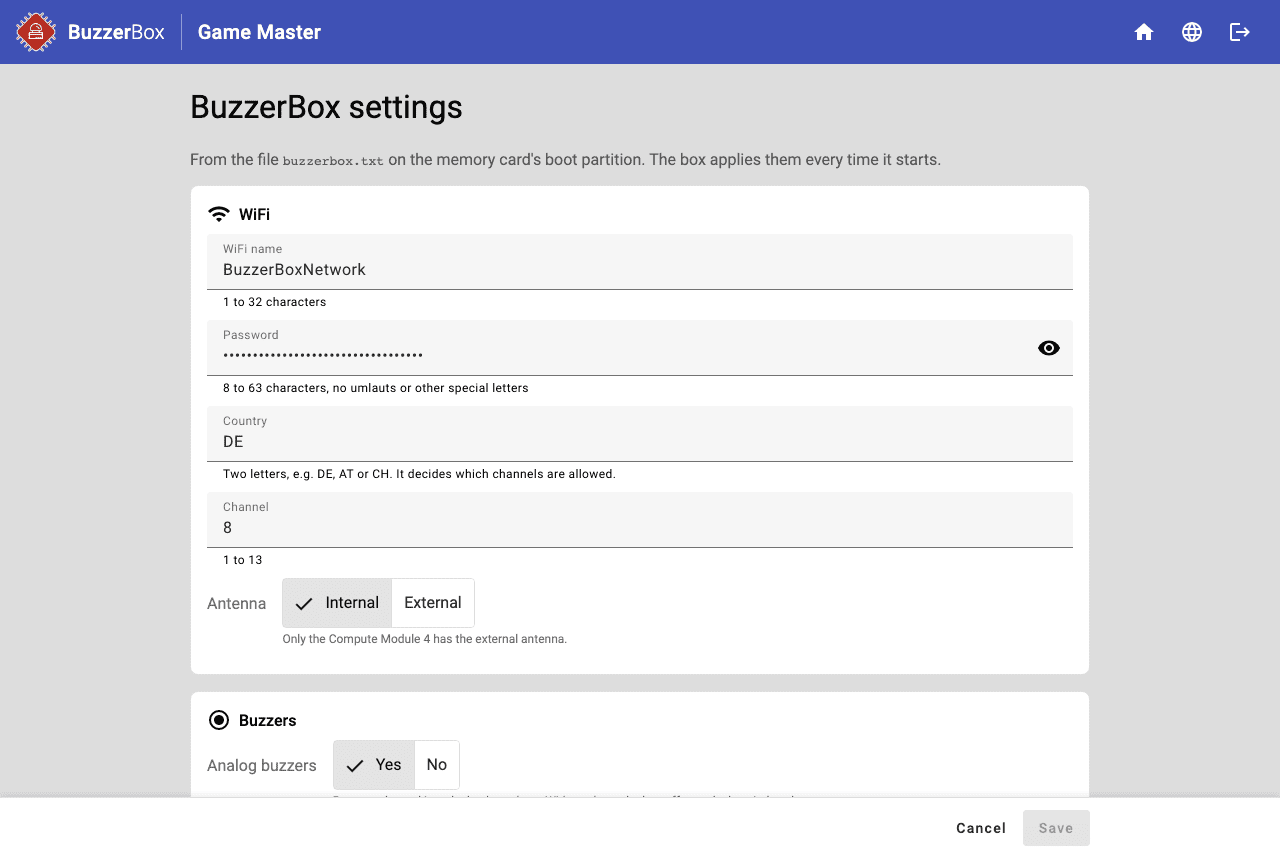 BuzzerBox
Game Master
BuzzerBox settings
From the file buzzerbox.txt on the memory card's boot partition. The box applies them every time it starts.
WiFi
WiFi name
BuzzerBoxNetwork
1 to 32 characters
Password
•••••••••••••••••••••••••••••••••
8 to 63 characters, no umlauts or other special letters
Country
DE
Two letters, e.g. DE, AT or CH. It decides which channels are allowed.
Channel
8
1 to 13
Antenna Internal External
Only the Compute Module 4 has the external antenna.
Buzzers
Analog buzzers Yes No
Cancel Save